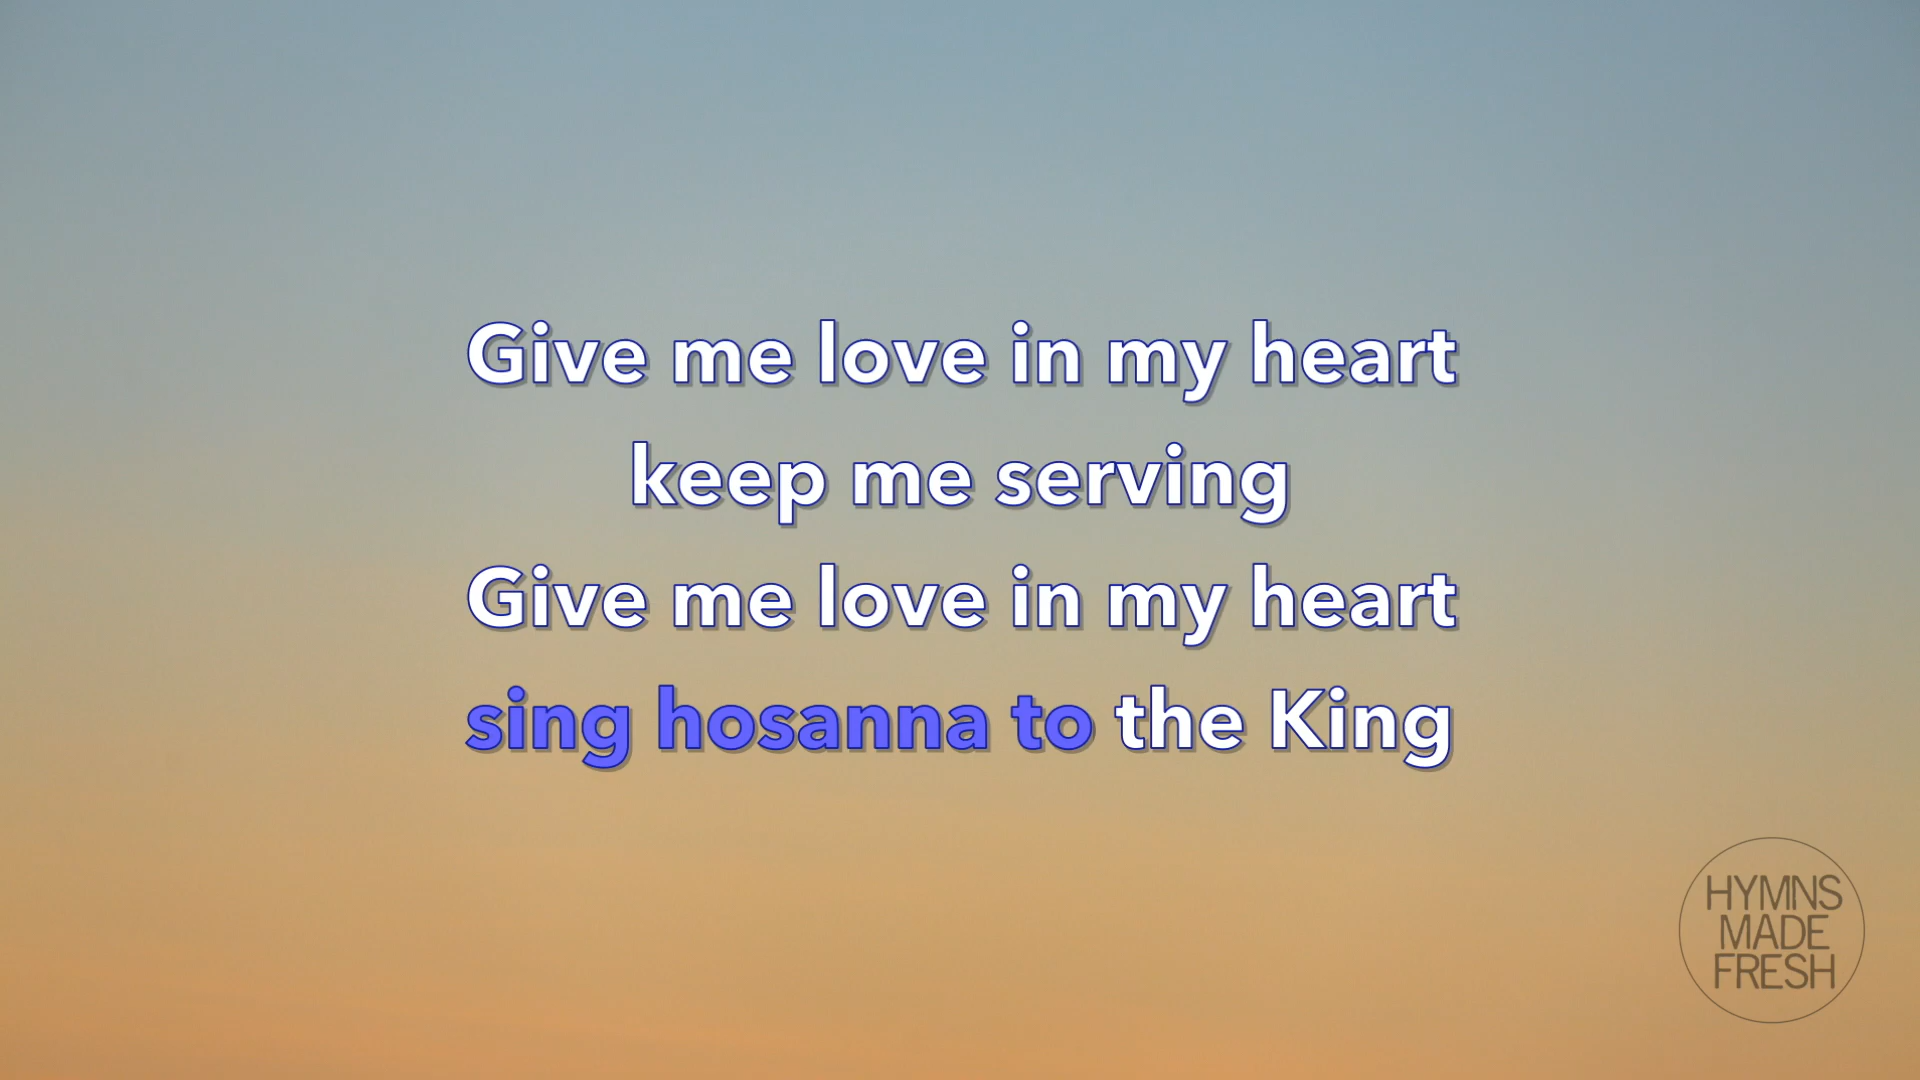 Give me love in my heart
keep me serving
Give me love in my heart
sing hosanna to the King
HYMNS
MADE
FRESH